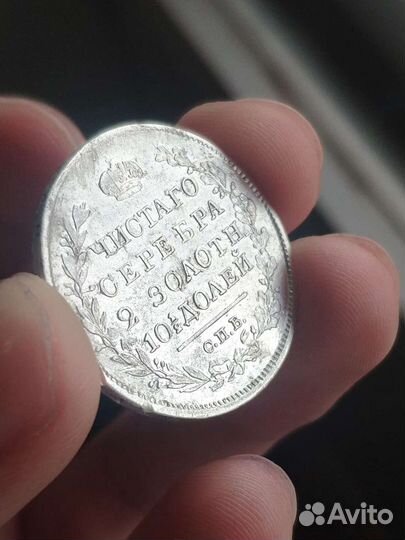 ЧИСТАГО
СЕРЕБРА
2 ЗОЛОТН
10½ ДОЛЕЙ
С.П.Б.
Avito